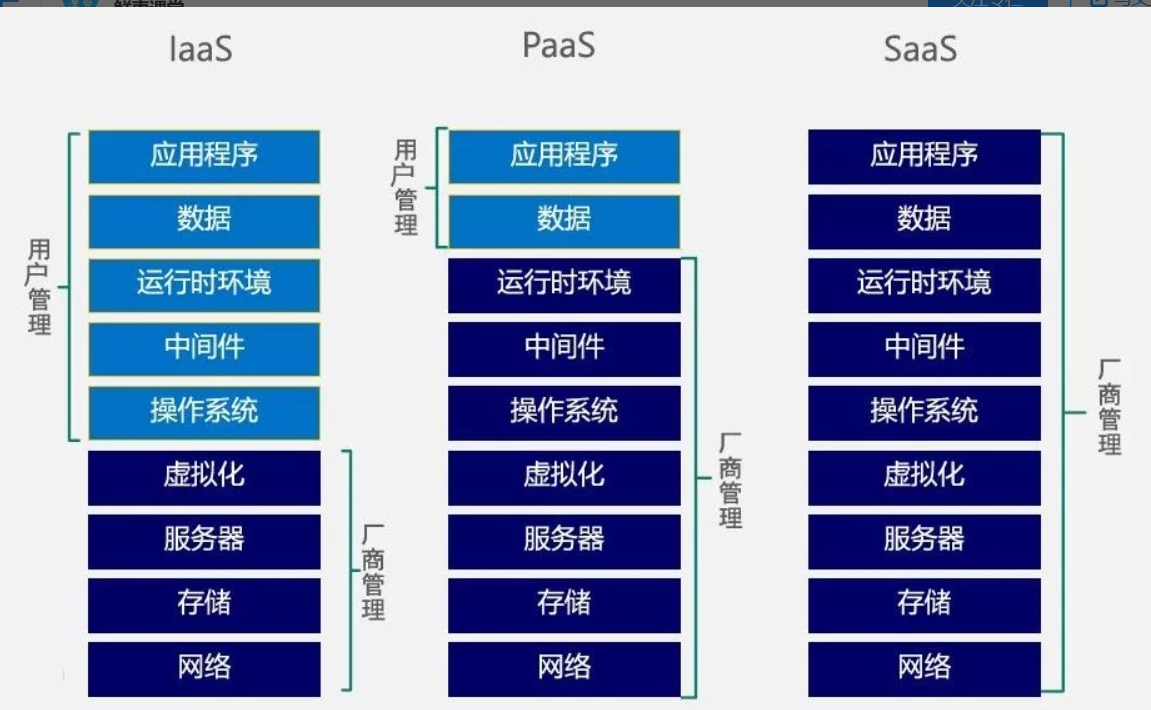 IaaS
PaaS
SaaS
用户管理
应用程序
数据
运行时环境
中间件
操作系统
虚拟化
服务器
存储
网络
厂商管理
用户管理
应用程序
数据
运行时环境
中间件
操作系统
虚拟化
服务器
存储
网络
厂商管理
应用程序
数据
运行时环境
中间件
操作系统
虚拟化
服务器
存储
网络
厂商管理